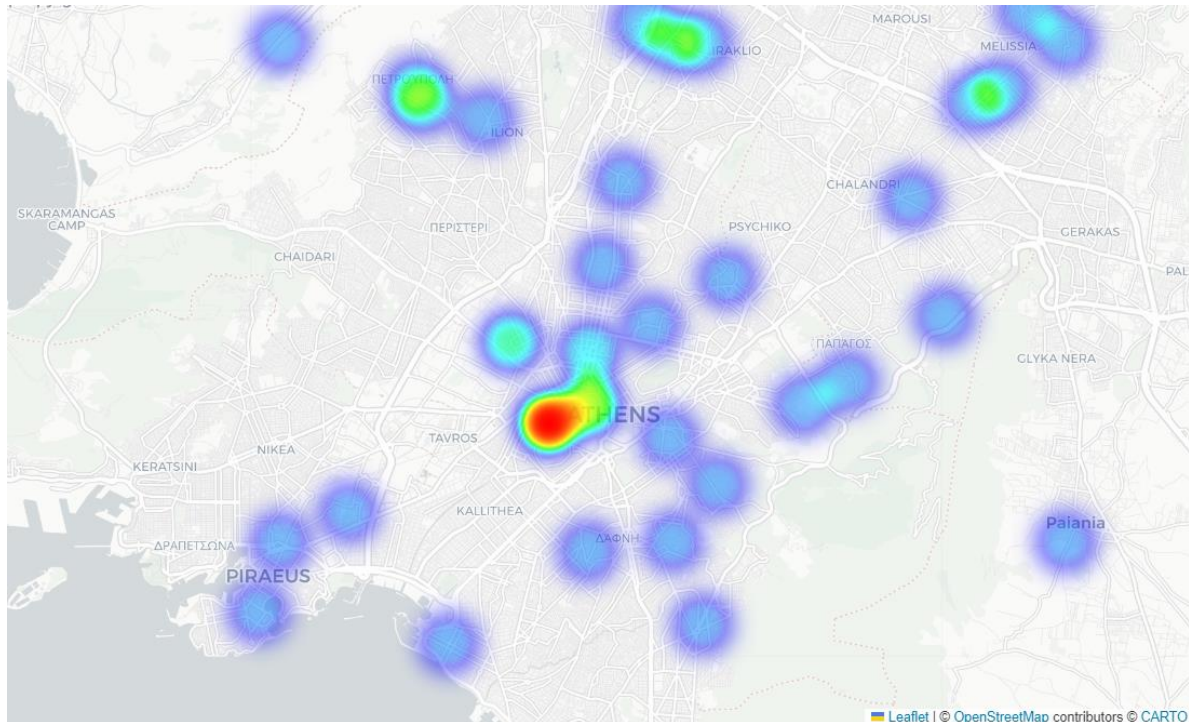 MAROUSI
MELISSIA
IRAKLIO
ΠΕΤΡΟΥΠΟΛΗ
ILION
CHALANDRI
SKARAMANGAS
CAMP
ΠΕΡΙΣΤΕΡΙ
PSYCHIKO
GERAKAS
CHAIDARI
ΠΑΠΑΓΟΣ
GLYKA NERA
ATHENS
TAVROS
NIKEA
KERATSINI
KALLITHEA
Paiania
ΔΡΑΠΕΤΣΩΝΑ
ΔΑΦΝΗ
PIRAEUS
Leaflet | © OpenStreetMap contributors © CARTO